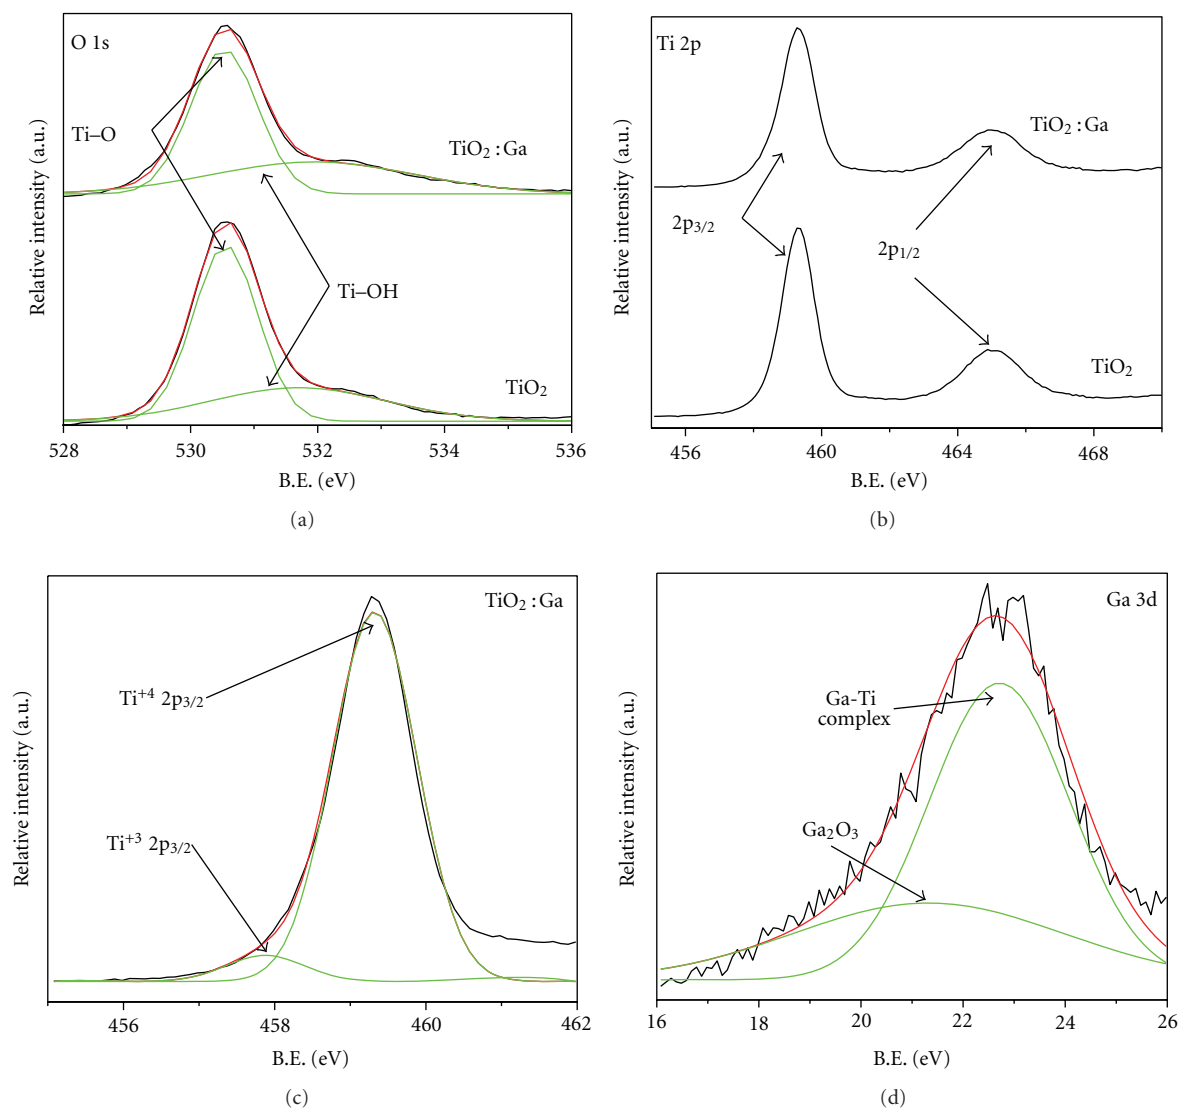 O 1s
Ti–O
TiO2 : Ga
Ti–OH
TiO2
Relative intensity (a.u.)
528 530 532 534 536
B.E. (eV)
(a)
Ti 2p
TiO2 : Ga
2p3/2
2p1/2
TiO2
Relative intensity (a.u.)
456 460 464 468
B.E. (eV)
(b)
TiO2 : Ga
Ti+4 2p3/2
Ti+3 2p3/2
Relative intensity (a.u.)
456 458 460 462
B.E. (eV)
(c)
Ga 3d
Ga-Ti
complex
Ga2O3
Relative intensity (a.u.)
16 18 20 22 24 26
B.E. (eV)
(d)